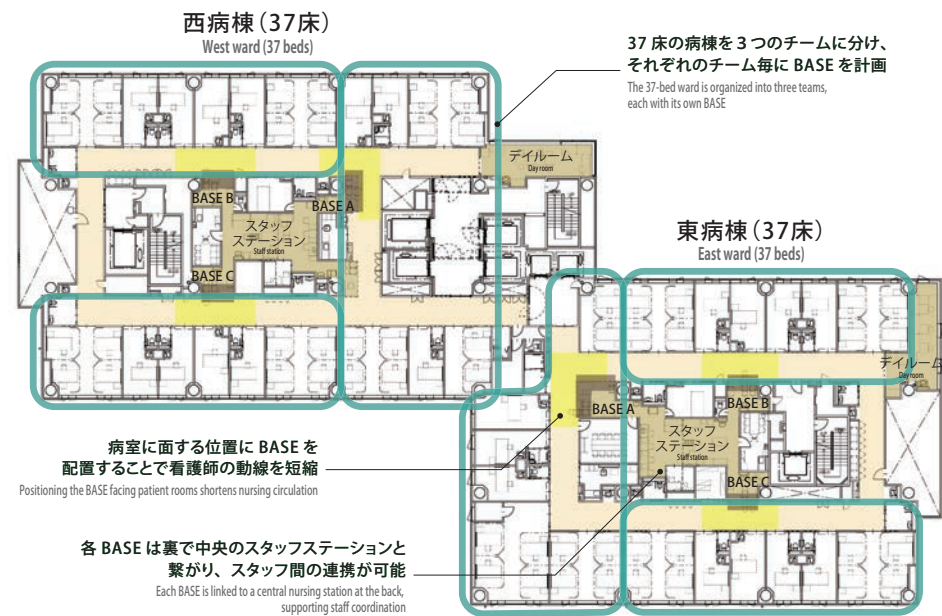 西病棟（37床）
West ward (37 beds)
37 床の病棟を３つのチームに分け、
それぞれのチーム毎に BASE を計画
The 37-bed ward is organized into three teams,
each with its own BASE
デイルーム
Day room
BASE B
BASE A
スタッフ
ステーション
Staff station
BASE C
東病棟（37床）
East ward (37 beds)
デイルーム
Day room
BASE A
BASE B
スタッフ
ステーション
Staff station
BASE C
病室に面する位置に BASE を
配置することで看護師の動線を短縮
Positioning the BASE facing patient rooms shortens nursing circulation
各 BASE は裏で中央のスタッフステーションと
繋がり、スタッフ間の連携が可能
Each BASE is linked to a central nursing station at the back,
supporting staff coordination